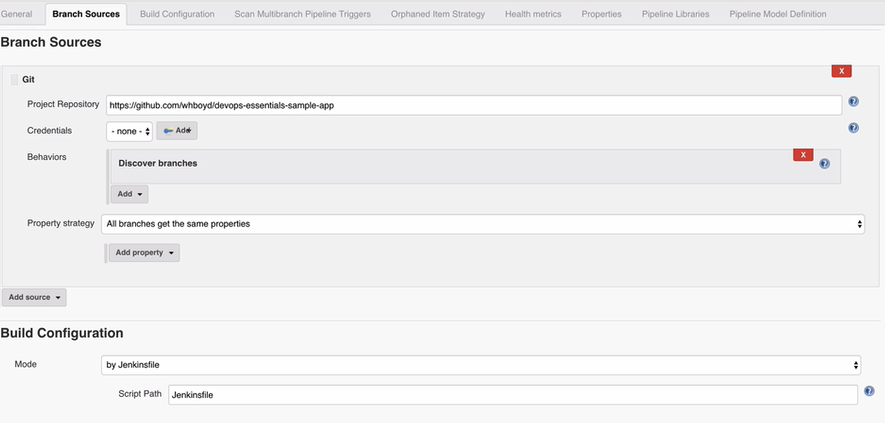 General Branch Sources Build Configuration Scan Multibranch Pipeline Triggers Orphaned Item Strategy Health metrics Properties Pipeline Libraries Pipeline Model Definition
Branch Sources
X
Git
Project Repository https://github.com/whboyd/devops-essentials-sample-app
Credentials - none - Add
Behaviors
Discover branches X
Add
Property strategy All branches get the same properties
Add property
Add source
Build Configuration
Mode by Jenkinsfile
Script Path Jenkinsfile